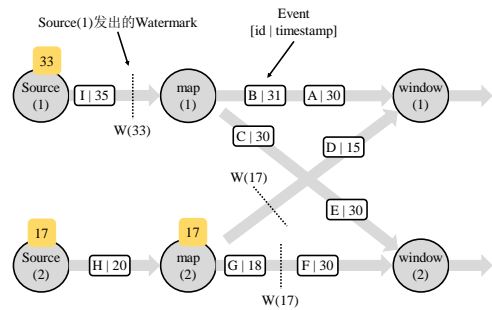 Source(1)发出的Watermark
Event
[id | timestamp]
33
Source
(1)
I | 35
W(33)
map
(1)
B | 31
A | 30
window
(1)
C | 30
D | 15
W(17)
E | 30
17
Source
(2)
H | 20
17
map
(2)
G | 18
W(17)
F | 30
window
(2)